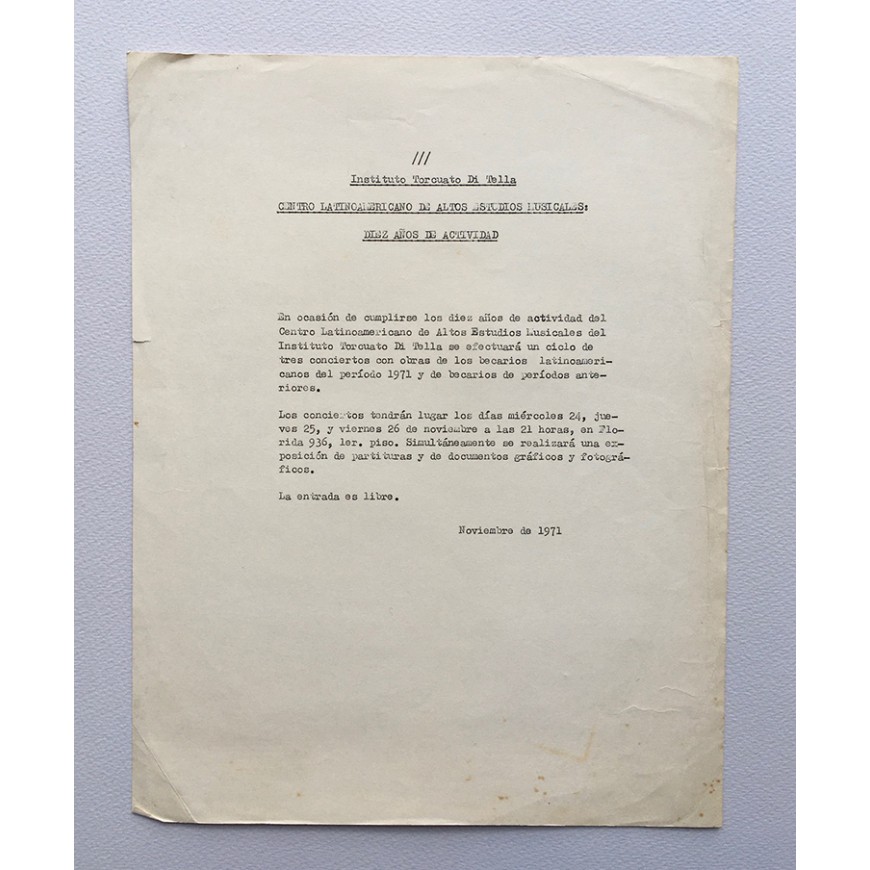 ///
Instituto Torcuato Di Tella
CENTRO LATINOAMERICANO DE ALTOS ESTUDIOS MUSICALES:
DIEZ AÑOS DE ACTIVIDAD
En ocasión de cumplirse los diez años de actividad del
Centro Latinoamericano de Altos Estudios Musicales del
Instituto Torcuato Di Tella se efectuará un ciclo de
tres conciertos con obras de los becarios latinoameri-
canos del período 1971 y de becarios de períodos ante-
riores.
Los conciertos tendrán lugar los días miércoles 24, jue-
ves 25, y viernes 26 de noviembre a las 21 horas, en Flo-
rida 936, 1er. piso. Simultáneamente se realizará una ex-
posición de partituras y de documentos gráficos y fotográ-
ficos.
La entrada es libre.
Noviembre de 1971